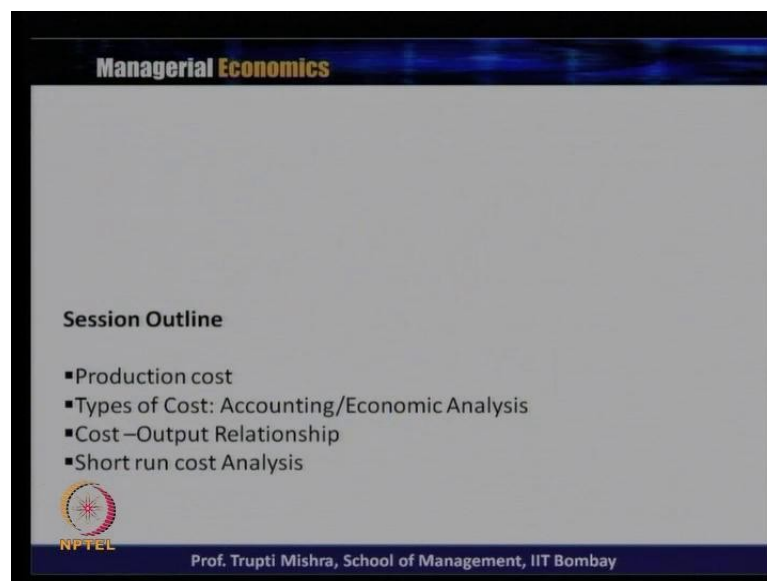 Managerial Economics
Session Outline
▪Production cost
▪Types of Cost: Accounting/Economic Analysis
▪Cost –Output Relationship
▪Short run cost Analysis
NPTEL
Prof. Trupti Mishra, School of Management, IIT Bombay